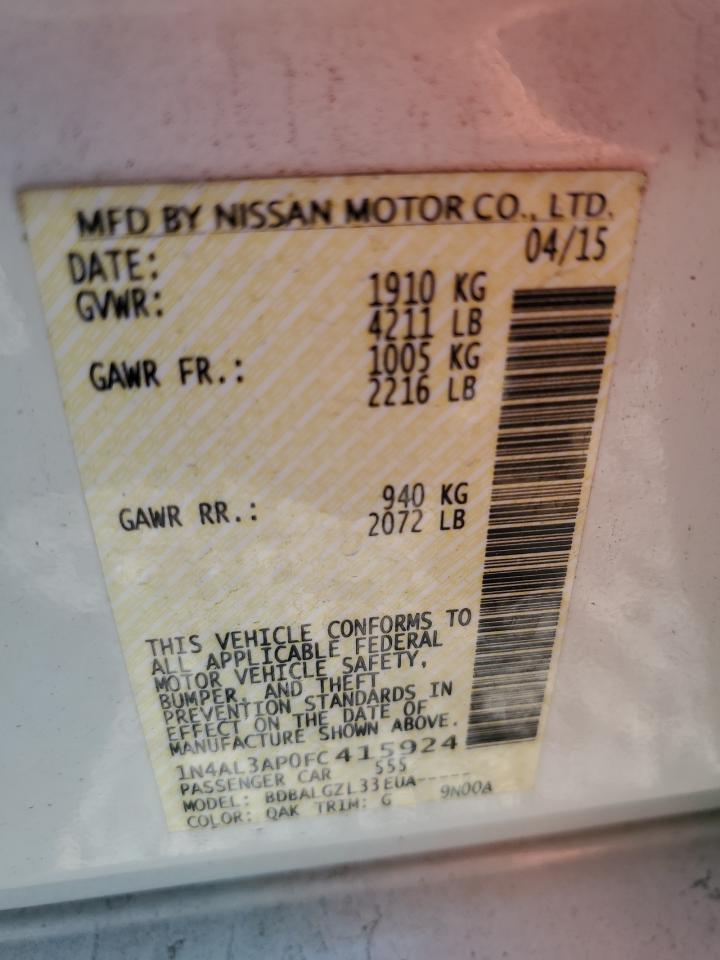 MFD BY NISSAN MOTOR CO., LTD.
DATE: 04/15
GVWR: 1910 KG
4211 LB
GAWR FR.: 1005 KG
2216 LB
GAWR RR.: 940 KG
2072 LB
THIS VEHICLE CONFORMS TO
ALL APPLICABLE FEDERAL
MOTOR VEHICLE SAFETY,
BUMPER, AND THEFT
PREVENTION STANDARDS IN
EFFECT ON THE DATE OF
MANUFACTURE SHOWN ABOVE.
1N4AL3AP0FC415924
PASSENGER CAR 555
MODEL: BDBALGZL33EUA-----
COLOR: QAK TRIM: G 9N00A